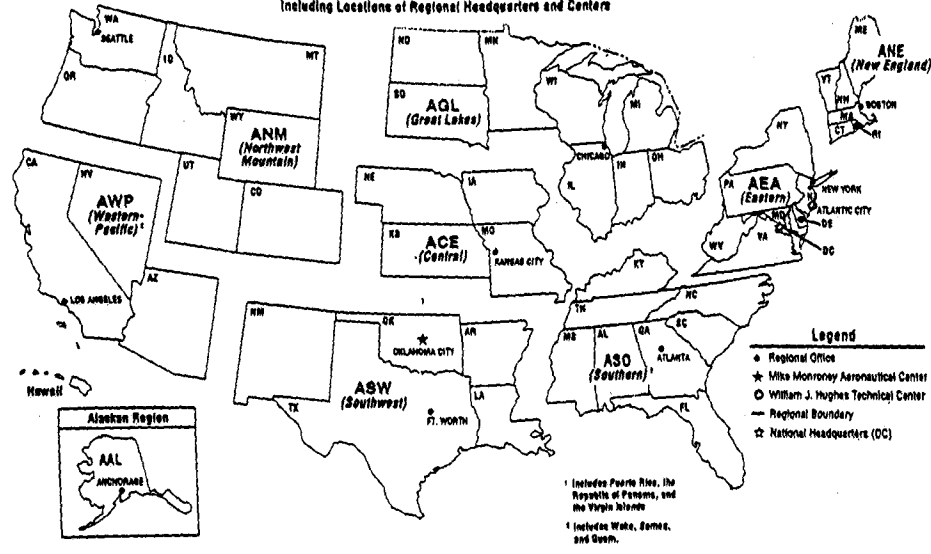 Including Locations of Regional Headquarters and Centers
WA
SEATTLE
OR
ID
MT
WY
ANM
(Northwest
Mountain)
ND
SD
AGL
(Great Lakes)
MN
WI
MI
CHICAGO
IL
IN
OH
ME
ANE
(New England)
VT
NH
BOSTON
MA
CT
RI
NY
PA
AEA
(Eastern)
NJ
NEW YORK
ATLANTIC CITY
MD
DE
DC
WV
VA
CA
NV
UT
CO
AWP
(Western-
Pacific) ²
AZ
LOS ANGELES
NE
IA
KS
MO
ACE
(Central)
KANSAS CITY
KY
TN
NC
SC
NM
OK
OKLAHOMA CITY
AR
ASW
(Southwest)
TX
FT. WORTH
LA
MS
AL
GA
ASO
(Southern) ¹
ATLANTA
FL
Hawaii
Alaskan Region
AAL
ANCHORAGE
Legend
Regional Office
Mike Monroney Aeronautical Center
William J. Hughes Technical Center
Regional Boundary
National Headquarters (DC)
¹ Includes Puerto Rico, the
Republic of Panama, and
the Virgin Islands
² Includes Wake, Samoa,
and Guam.